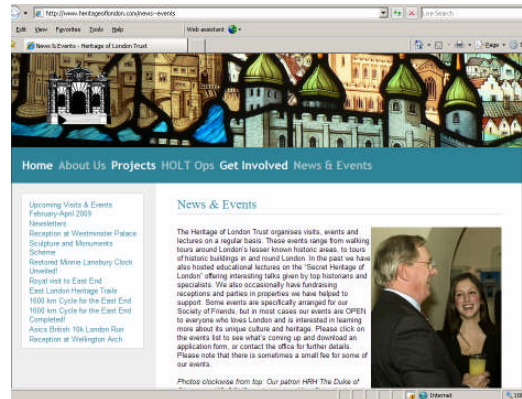 http://www.heritageoflondon.com/news-events
Live Search
Edit View Favorites Tools Help
Web assistant
News & Events - Heritage of London Trust
Page
Home About Us Projects HOLT Ops Get Involved News & Events
Upcoming Visits & Events
February-April 2009
Newsletters
Reception at Westminster Palace
Sculpture and Monuments
Scheme
Restored Minnie Lansbury Clock
Unveiled!
Royal visit to East End
East London Heritage Trails
1600 km Cycle for the East End
1600 km Cycle for the East End
Completed!
Asics British 10k London Run
Reception at Wellington Arch
News & Events
The Heritage of London Trust organises visits, events and
lectures on a regular basis. These events range from walking
tours around London's lesser known historic areas, to tours
of historic buildings in and round London. In the past we have
also hosted educational lectures on the "Secret Heritage of
London" offering interesting talks given by top historians and
specialists. We also occasionally have fundraising
receptions and parties in properties we have helped to
support. Some events are specifically arranged for our
Society of Friends, but in most cases our events are OPEN
to everyone who loves London and is interested in learning
more about its unique culture and heritage. Please click on
the events list to see what's coming up and download an
application form, or contact the office for further details.
Please note that there is sometimes a small fee for some of
our events.
Photos clockwise from top: Our patron HRH The Duke of
Internet